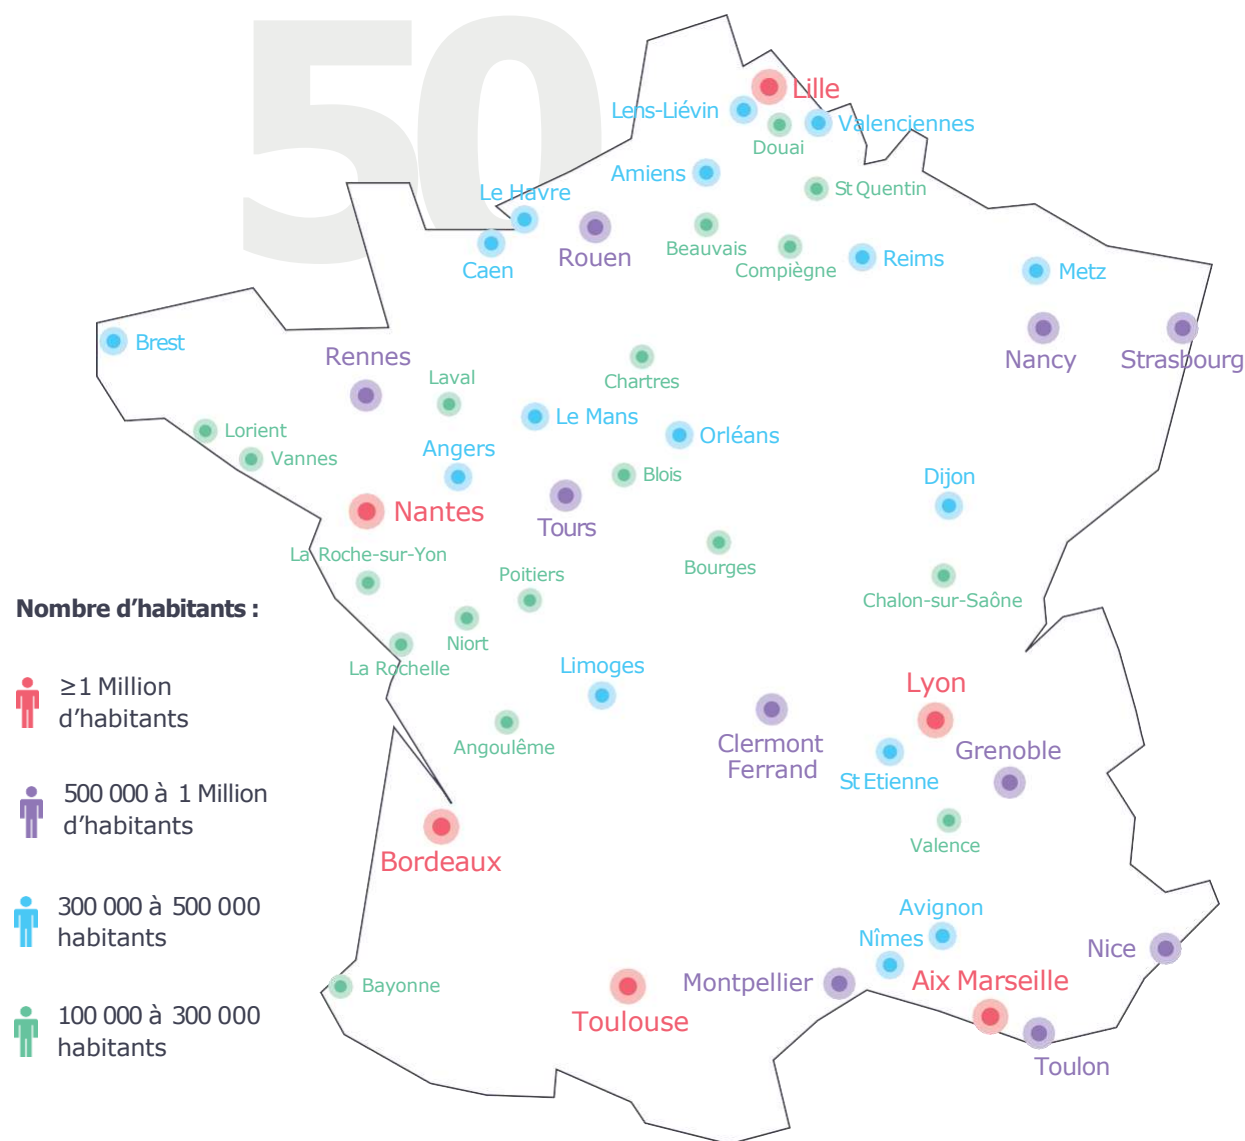 50
Lille
Lens-Liévin
Valenciennes
Douai
Amiens
St Quentin
Le Havre
Rouen
Beauvais
Caen
Compiègne
Reims
Metz
Brest
Rennes
Nancy
Strasbourg
Laval
Chartres
Lorient
Le Mans
Orléans
Vannes
Angers
Blois
Dijon
Nantes
Tours
La Roche-sur-Yon
Bourges
Poitiers
Chalon-sur-Saône
Niort
La Rochelle
Limoges
Lyon
Angoulême
Clermont
Ferrand
Grenoble
St Etienne
Valence
Bordeaux
Avignon
Nîmes
Nice
Bayonne
Montpellier
Aix Marseille
Toulouse
Toulon
Nombre d’habitants :
≥1 Million
d’habitants
500 000 à 1 Million
d’habitants
300 000 à 500 000
habitants
100 000 à 300 000
habitants